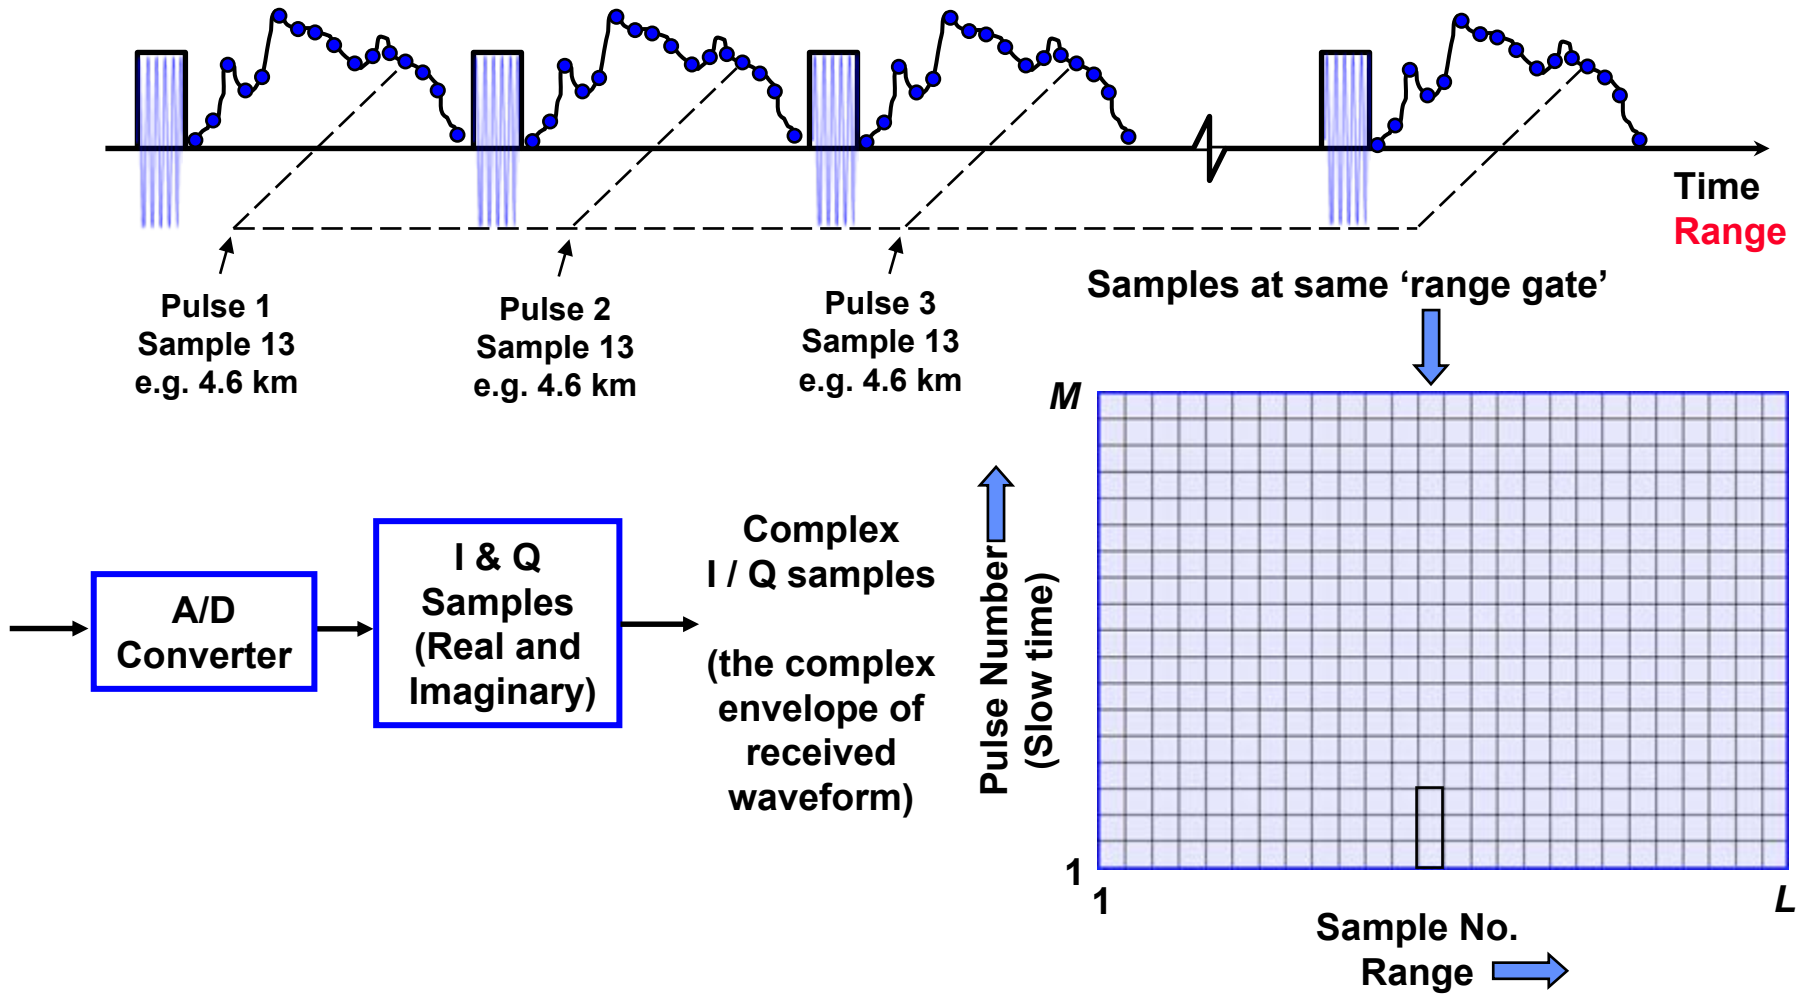 Time
Range
Pulse 1
Sample 13
e.g. 4.6 km
Pulse 2
Sample 13
e.g. 4.6 km
Pulse 3
Sample 13
e.g. 4.6 km
Samples at same ‘range gate’
A/D
Converter
I & Q
Samples
(Real and
Imaginary)
Complex
I / Q samples
(the complex
envelope of
received
waveform)
M
Pulse Number
(Slow time)
1
1
L
Sample No.
Range